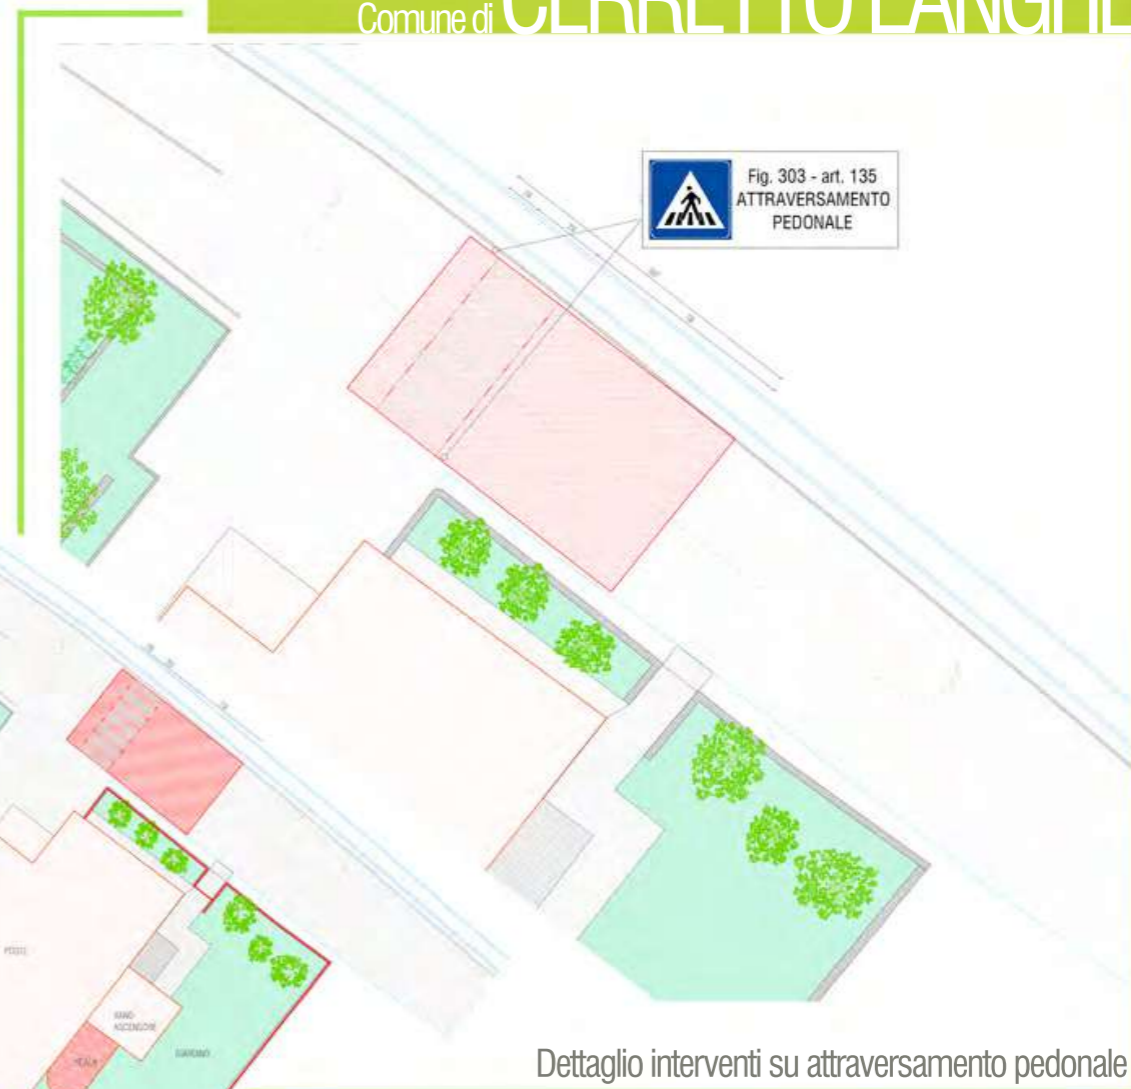 Comune di CERRETTO LANGHE
Fig. 303 - art. 135
ATTRAVERSAMENTO
PEDONALE
VANO
ASCENSORE
SCALA
GIARDINO
Dettaglio interventi su attraversamento pedonale